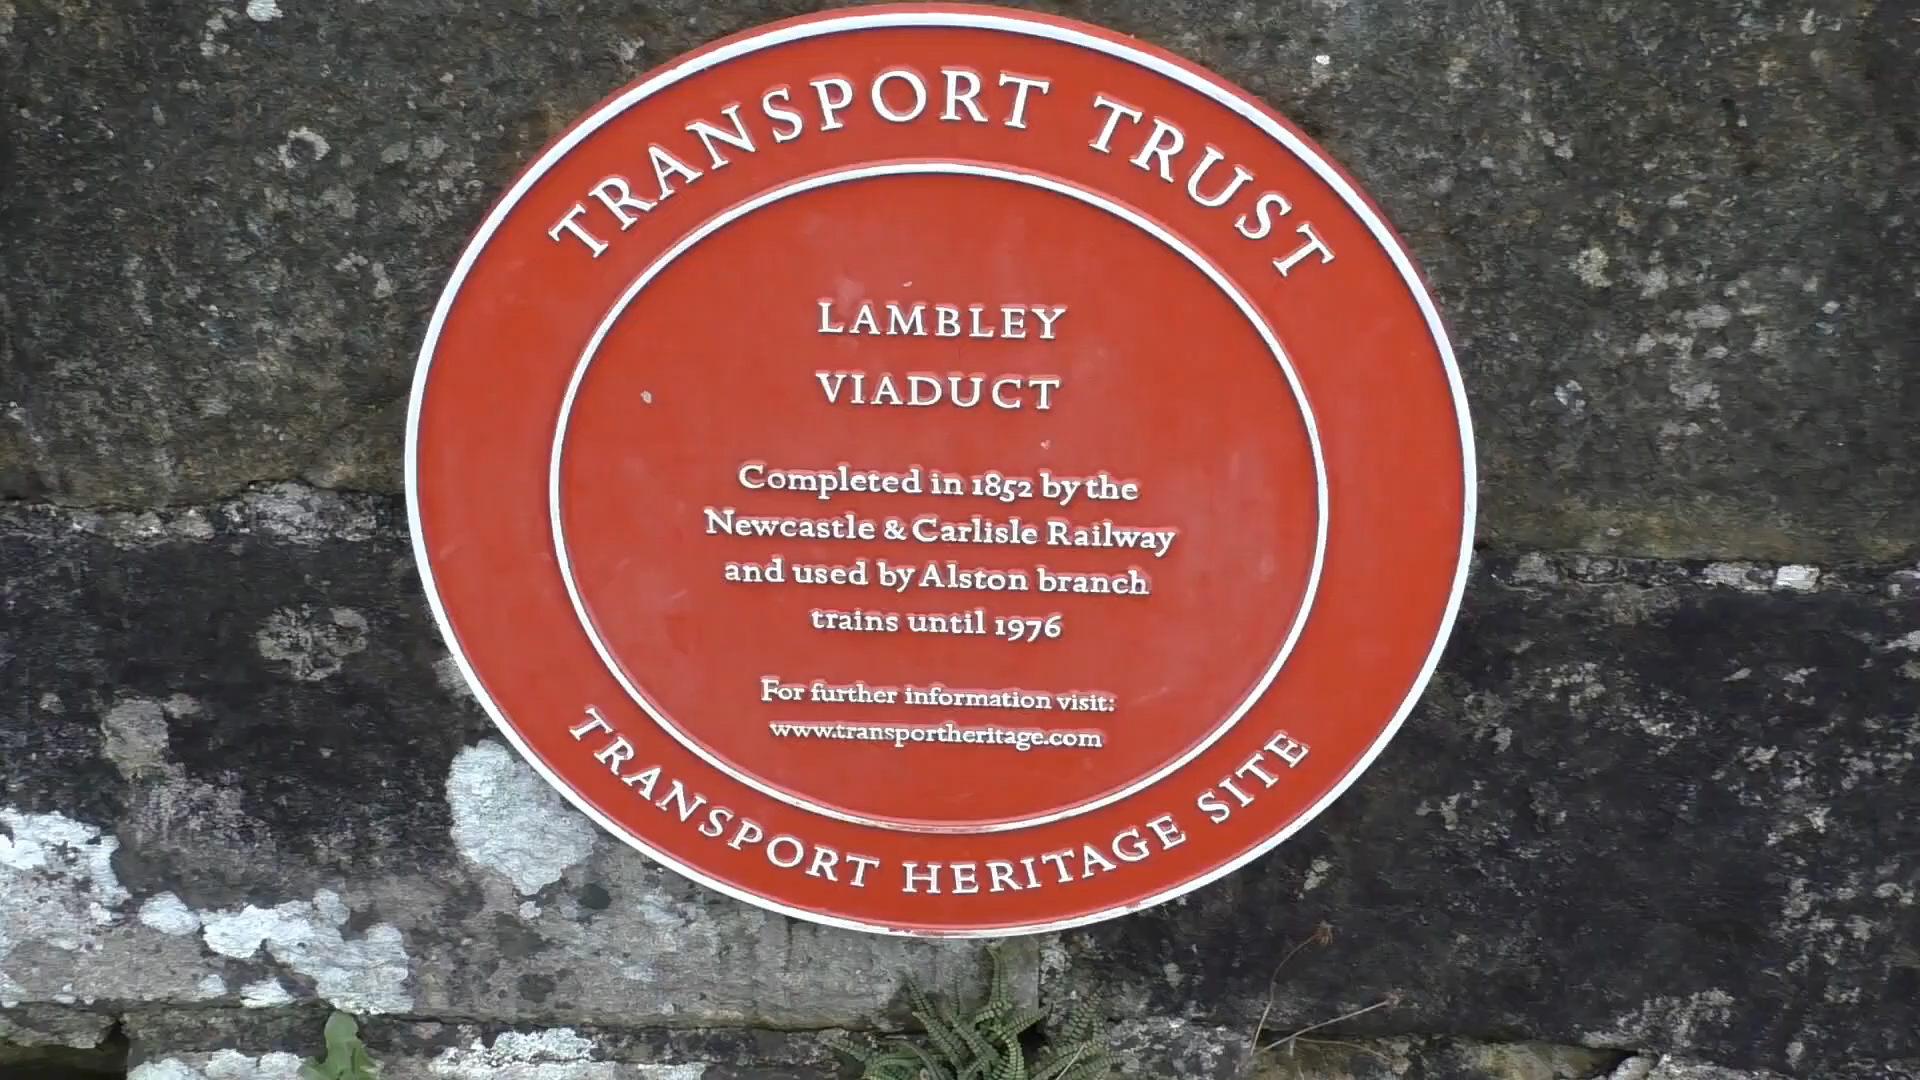 TRANSPORT TRUST
LAMBLEY
VIADUCT
Completed in 1852 by the
Newcastle & Carlisle Railway
and used by Alston branch
trains until 1976
For further information visit:
www.transportheritage.com
TRANSPORT HERITAGE SITE